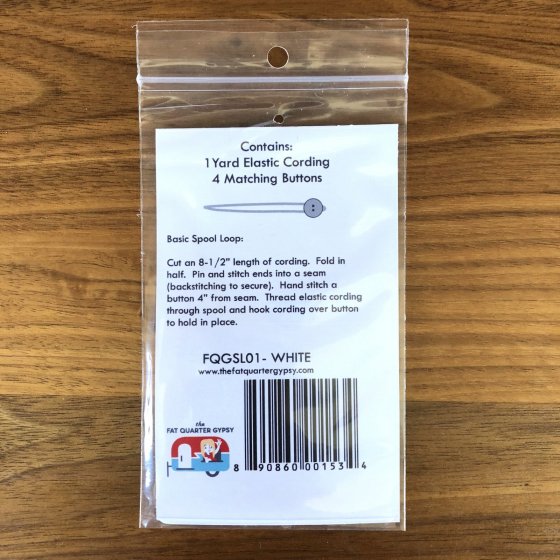 Contains:
1Yard Elastic Cording
4 Matching Buttons
Basic Spool Loop:
Cut an 8-1/2" length of cording. Fold in
half. Pin and stitch ends into a seam
(backstitching to secure). Hand stitch a
button 4" from seam. Thread elastic cording
through spool and hook cording over button
to hold in place.
FQGSL01- WHITE
www.thefatquartergypsy.com
the
FAT QUARTER GYPSY
8 90860 00153 4